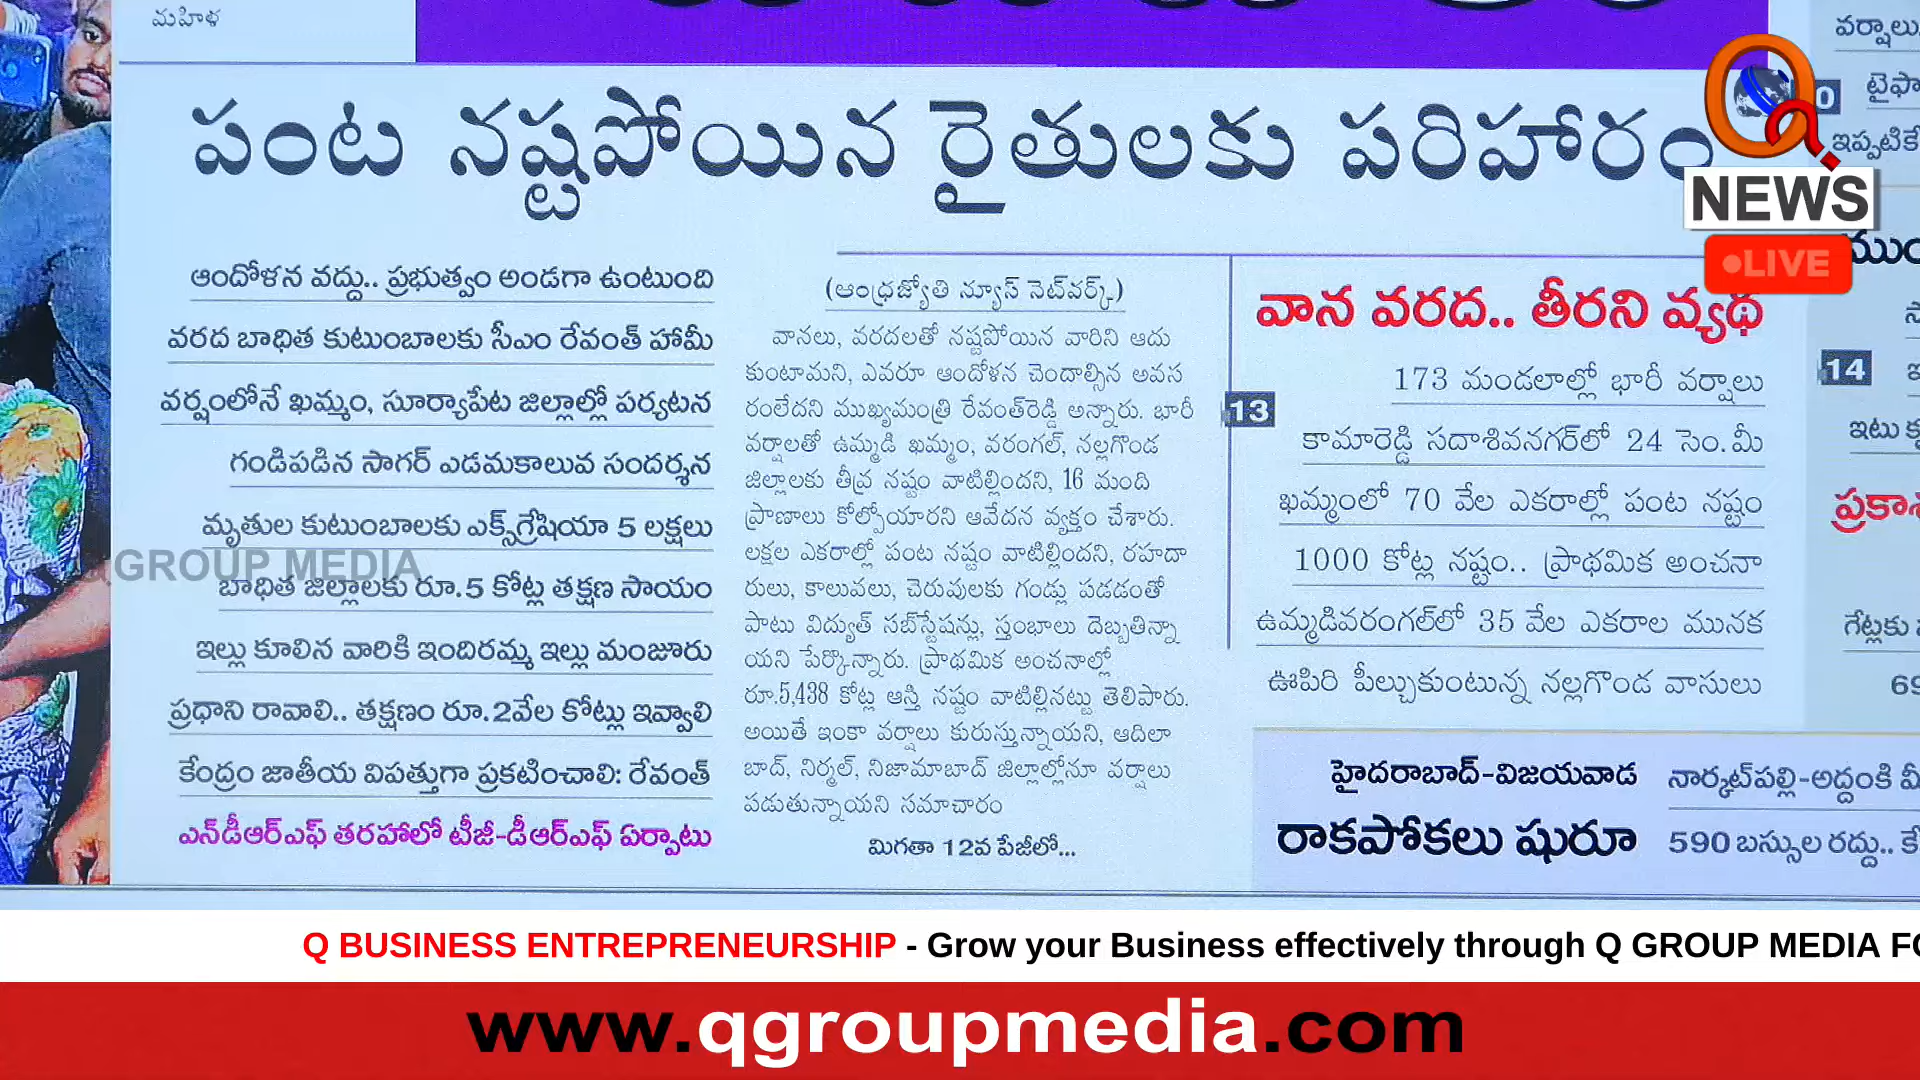 మహిళ
పంట నష్టపోయిన రైతులకు పరిహారం
ఆందోళన వద్దు.. ప్రభుత్వం అండగా ఉంటుంది
వరద బాధిత కుటుంబాలకు సీఎం రేవంత్ హామీ
వర్షంలోనే ఖమ్మం, సూర్యాపేట జిల్లాల్లో పర్యటన
గండిపడిన సాగర్ ఎడమకాలువ సందర్శన
మృతుల కుటుంబాలకు ఎక్స్‌గ్రేషియా 5 లక్షలు
బాధిత జిల్లాలకు రూ.5 కోట్ల తక్షణ సాయం
ఇల్లు కూలిన వారికి ఇందిరమ్మ ఇల్లు మంజూరు
ప్రధాని రావాలి.. తక్షణం రూ.2వేల కోట్లు ఇవ్వాలి
కేంద్రం జాతీయ విపత్తుగా ప్రకటించాలి: రేవంత్
ఎన్‌డీఆర్ఎఫ్ తరహాలో టీజీ-డీఆర్ఎఫ్ ఏర్పాటు
GROUP MEDIA
(ఆంధ్రజ్యోతి న్యూస్ నెట్‌వర్క్)
వానలు, వరదలతో నష్టపోయిన వారిని ఆదు
కుంటామని, ఎవరూ ఆందోళన చెందాల్సిన అవస
రంలేదని ముఖ్యమంత్రి రేవంత్‌రెడ్డి అన్నారు. భారీ
వర్షాలతో ఉమ్మడి ఖమ్మం, వరంగల్, నల్లగొండ
జిల్లాలకు తీవ్ర నష్టం వాటిల్లిందని, 16 మంది
ప్రాణాలు కోల్పోయారని ఆవేదన వ్యక్తం చేశారు.
లక్షల ఎకరాల్లో పంట నష్టం వాటిల్లిందని, రహదా
రులు, కాలువలు, చెరువులకు గండ్లు పడడంతో
పాటు విద్యుత్ సబ్‌స్టేషన్లు, స్తంభాలు దెబ్బతిన్నా
యని పేర్కొన్నారు. ప్రాథమిక అంచనాల్లో
రూ.5,438 కోట్ల ఆస్తి నష్టం వాటిల్లినట్టు తెలిపారు.
అయితే ఇంకా వర్షాలు కురుస్తున్నాయని, ఆదిలా
బాద్, నిర్మల్, నిజామాబాద్ జిల్లాల్లోనూ వర్షాలు
పడుతున్నాయని సమాచారం
మిగతా 12వ పేజీలో...
వాన వరద.. తీరని వ్యథ
13
173 మండలాల్లో భారీ వర్షాలు
కామారెడ్డి సదాశివనగర్‌లో 24 సెం.మీ
ఖమ్మంలో 70 వేల ఎకరాల్లో పంట నష్టం
1000 కోట్ల నష్టం.. ప్రాథమిక అంచనా
ఉమ్మడివరంగల్‌లో 35 వేల ఎకరాల మునక
ఊపిరి పీల్చుకుంటున్న నల్లగొండ వాసులు
హైదరాబాద్-విజయవాడ
రాకపోకలు షురూ
నార్కట్‌పల్లి-అద్దంకి మీ
590 బస్సుల రద్దు.. కే
వర్షాలు
టైఫా
ఇప్పటికే
14
ఇటు కృ
గేట్లకు
69
Q
NEWS
LIVE
Q BUSINESS ENTREPRENEURSHIP - Grow your Business effectively through Q GROUP MEDIA FO
www.qgroupmedia.com